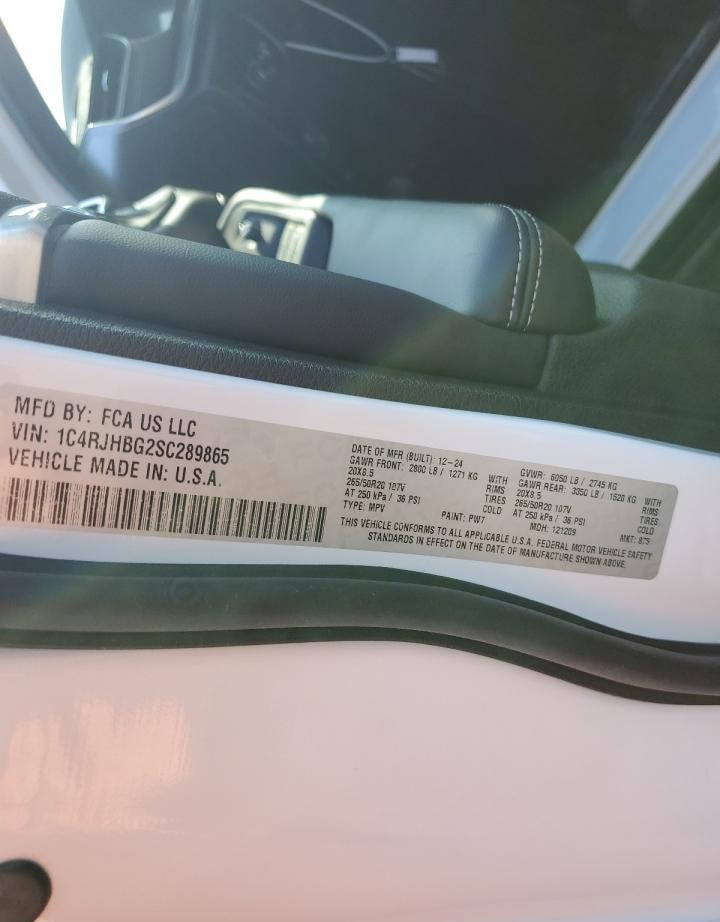 MFD BY: FCA US LLC
VIN: 1C4RJHBG2SC289865
VEHICLE MADE IN: U.S.A.
DATE OF MFR (BUILT): 12-24 GVWR: 6050 LB / 2745 KG
GAWR FRONT: 2800 LB / 1271 KG WITH GAWR REAR: 3350 LB / 1520 KG WITH
20X8.5 RIMS 20X8.5 RIMS
265/50R20 107V TIRES 265/50R20 107V TIRES
AT 250 kPa / 36 PSI COLD AT 250 kPa / 36 PSI COLD
TYPE: MPV PAINT: PW7 MDH: 121209 MKT: 875
THIS VEHICLE CONFORMS TO ALL APPLICABLE U.S.A. FEDERAL MOTOR VEHICLE SAFETY
STANDARDS IN EFFECT ON THE DATE OF MANUFACTURE SHOWN ABOVE.